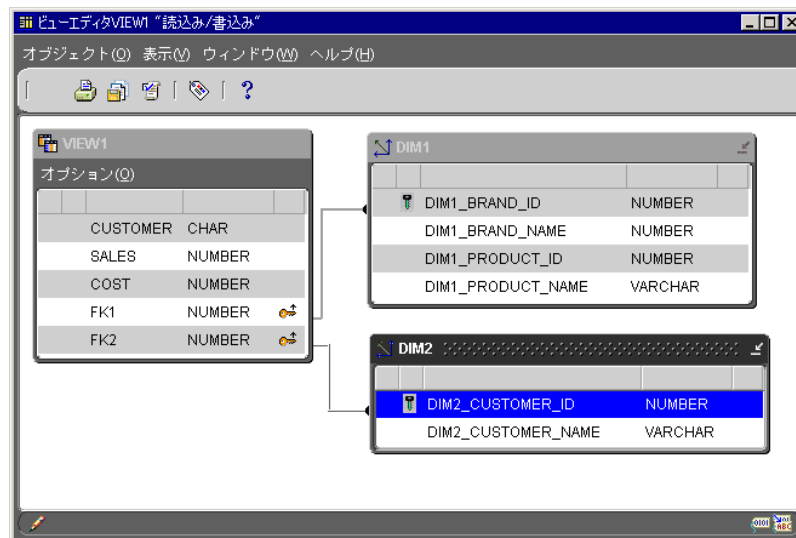 ビューエディタVIEW1 “読込み/書込み“
オブジェクト(O) 表示(V) ウィンドウ(W) ヘルプ(H)
VIEW1
オプション(O)
CUSTOMER CHAR
SALES NUMBER
COST NUMBER
FK1 NUMBER
FK2 NUMBER
DIM1
DIM1_BRAND_ID NUMBER
DIM1_BRAND_NAME NUMBER
DIM1_PRODUCT_ID NUMBER
DIM1_PRODUCT_NAME VARCHAR
DIM2
DIM2_CUSTOMER_ID NUMBER
DIM2_CUSTOMER_NAME VARCHAR